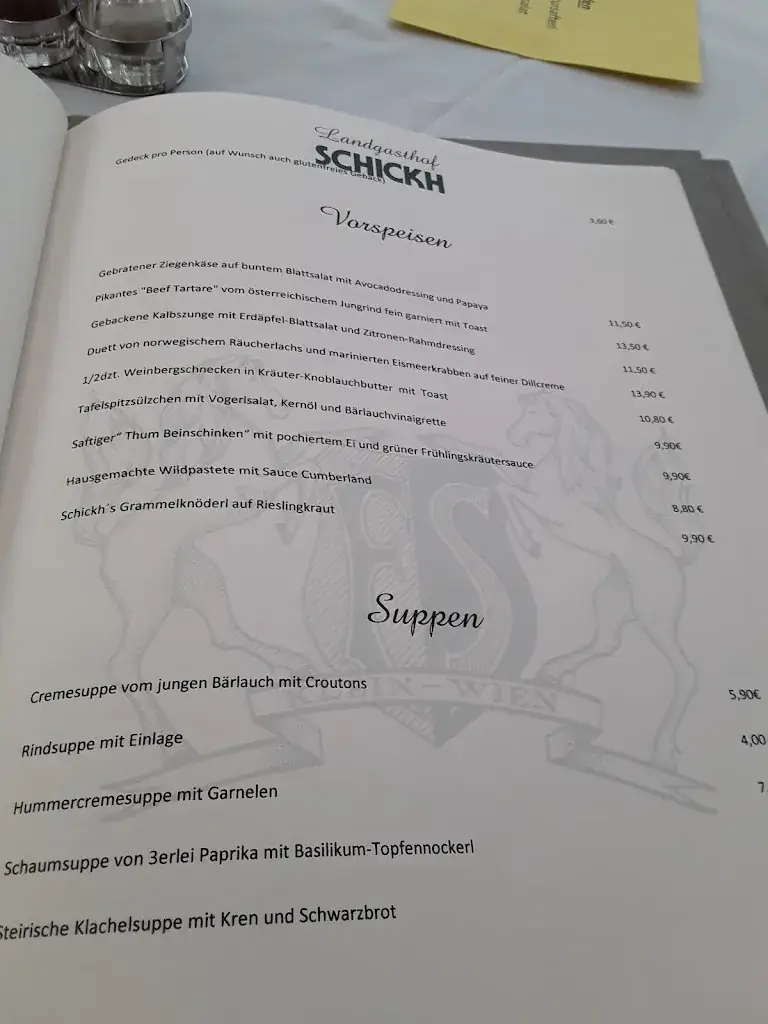 Landgasthof
SCHICKH
Gedeck pro Person (auf Wunsch auch glutenfreies Gebäck) 3,60 €
Vorspeisen
Gebratener Ziegenkäse auf buntem Blattsalat mit Avocadodressing und Papaya 11,50 €
Pikantes "Beef Tartare" vom österreichischem Jungrind fein garniert mit Toast 13,50 €
Gebackene Kalbszunge mit Erdäpfel-Blattsalat und Zitronen-Rahmdressing 11,50 €
Duett von norwegischem Räucherlachs und marinierten Eismeerkrabben auf feiner Dillcreme 13,90 €
1/2dzt. Weinbergschnecken in Kräuter-Knoblauchbutter mit Toast 10,80 €
Tafelspitzsülzchen mit Vogerlsalat, Kernöl und Bärlauchvinaigrette 9,90€
Saftiger“ Thum Beinschinken” mit pochiertem Ei und grüner Frühlingskräutersauce 9,90€
Hausgemachte Wildpastete mit Sauce Cumberland 8,80 €
Schickh´s Grammelknöderl auf Rieslingkraut 9,90 €
FS
KLEIN-WIEN
Suppen
Cremesuppe vom jungen Bärlauch mit Croutons 5,90€
Rindsuppe mit Einlage 4,00
Hummercremesuppe mit Garnelen 7
Schaumsuppe von 3erlei Paprika mit Basilikum-Topfennockerl
Steirische Klachelsuppe mit Kren und Schwarzbrot